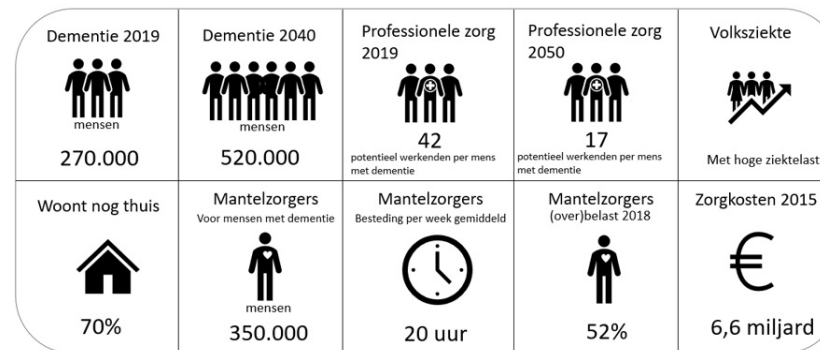 Dementie 2019
mensen
270.000
Dementie 2040
mensen
520.000
Professionele zorg
2019
42
potentieel werkenden per mens
met dementie
Professionele zorg
2050
17
potentieel werkenden per mens
met dementie
Volksziekte
Met hoge ziektelast
Woont nog thuis
70%
Mantelzorgers
Voor mensen met dementie
mensen
350.000
Mantelzorgers
Besteding per week gemiddeld
20 uur
Mantelzorgers
(over)belast 2018
52%
Zorgkosten 2015
€
6,6 miljard